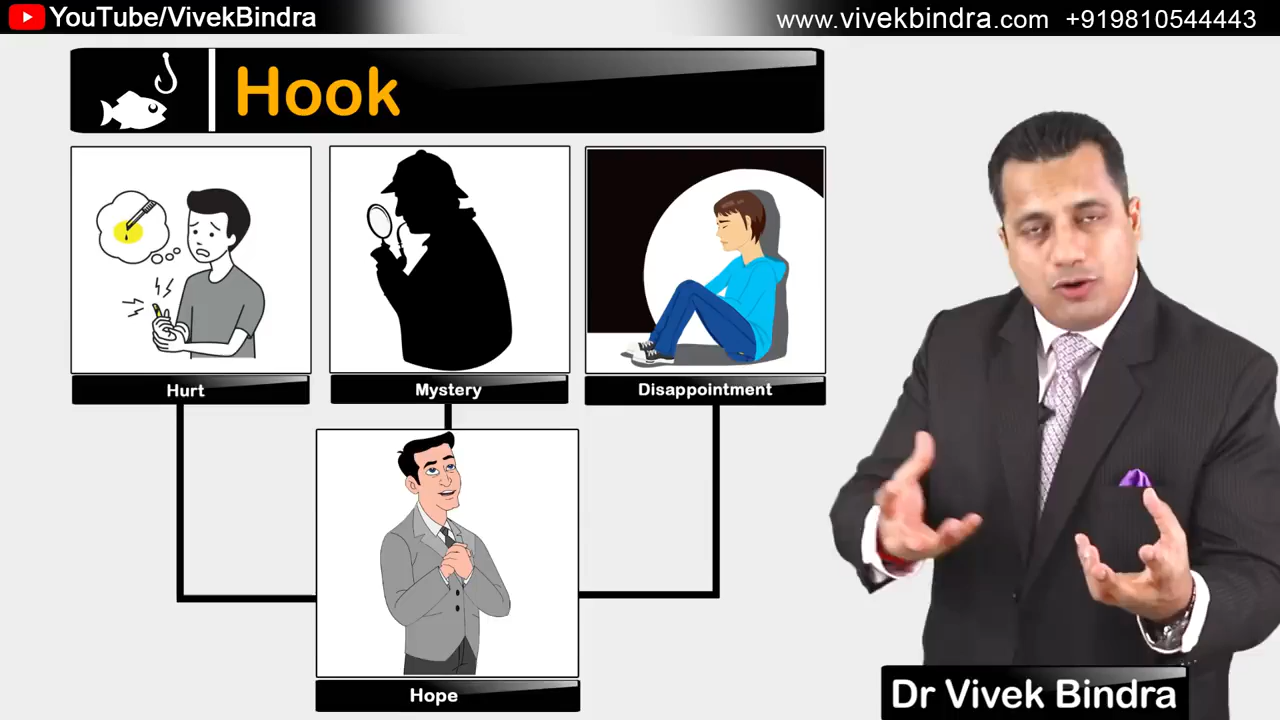 YouTube/VivekBindra
www.vivekbindra.com +919810544443
Hook
Hurt
Mystery
Disappointment
Hope
Dr Vivek Bindra